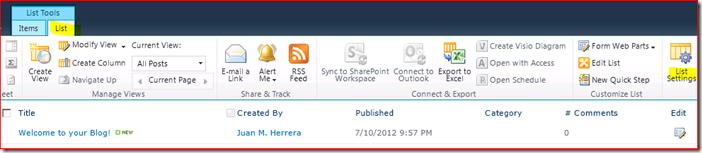 List Tools
Items List
Modify View Current View:
Create View
Create Column All Posts
Navigate Up Current Page
eet Manage Views
E-mail a Link
Alert Me
RSS Feed
Share & Track
Sync to SharePoint Workspace
Connect to Outlook
Export to Excel
Create Visio Diagram
Open with Access
Open Schedule
Connect & Export
Form Web Parts
Edit List
New Quick Step
Customize List
List Settings
Title Created By Published Category # Comments Edit
Welcome to your Blog! NEW Juan M. Herrera 7/10/2012 9:57 PM 0